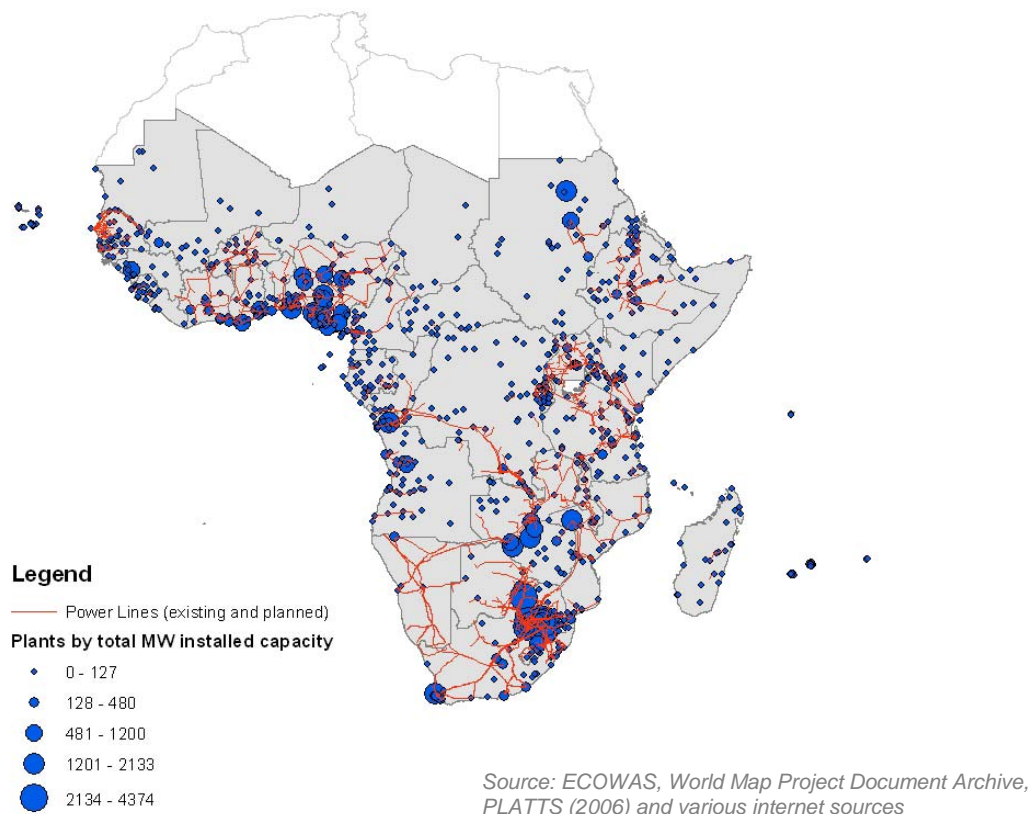 Legend
Power Lines (existing and planned)
Plants by total MW installed capacity
0 - 127
128 - 480
481 - 1200
1201 - 2133
2134 - 4374
Source: ECOWAS, World Map Project Document Archive,
PLATTS (2006) and various internet sources